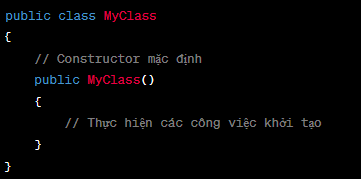 public class MyClass
{
    // Constructor mặc định
    public MyClass()
    {
        // Thực hiện các công việc khởi tạo
    }
}